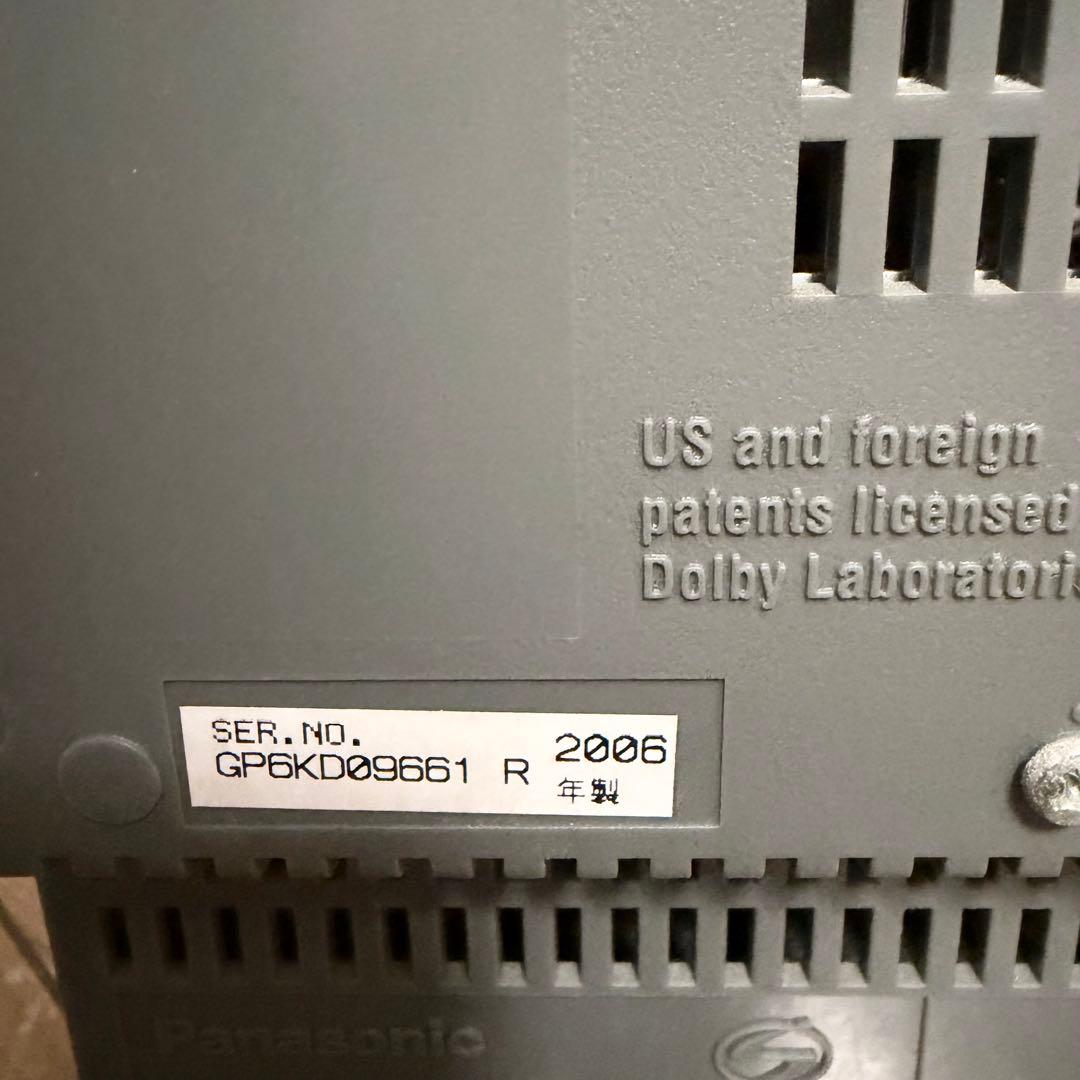 US and foreign
patents licensed
Dolby Laboratori
SER.NO.
GP6KD09661 R 2006
年製
Panasonic